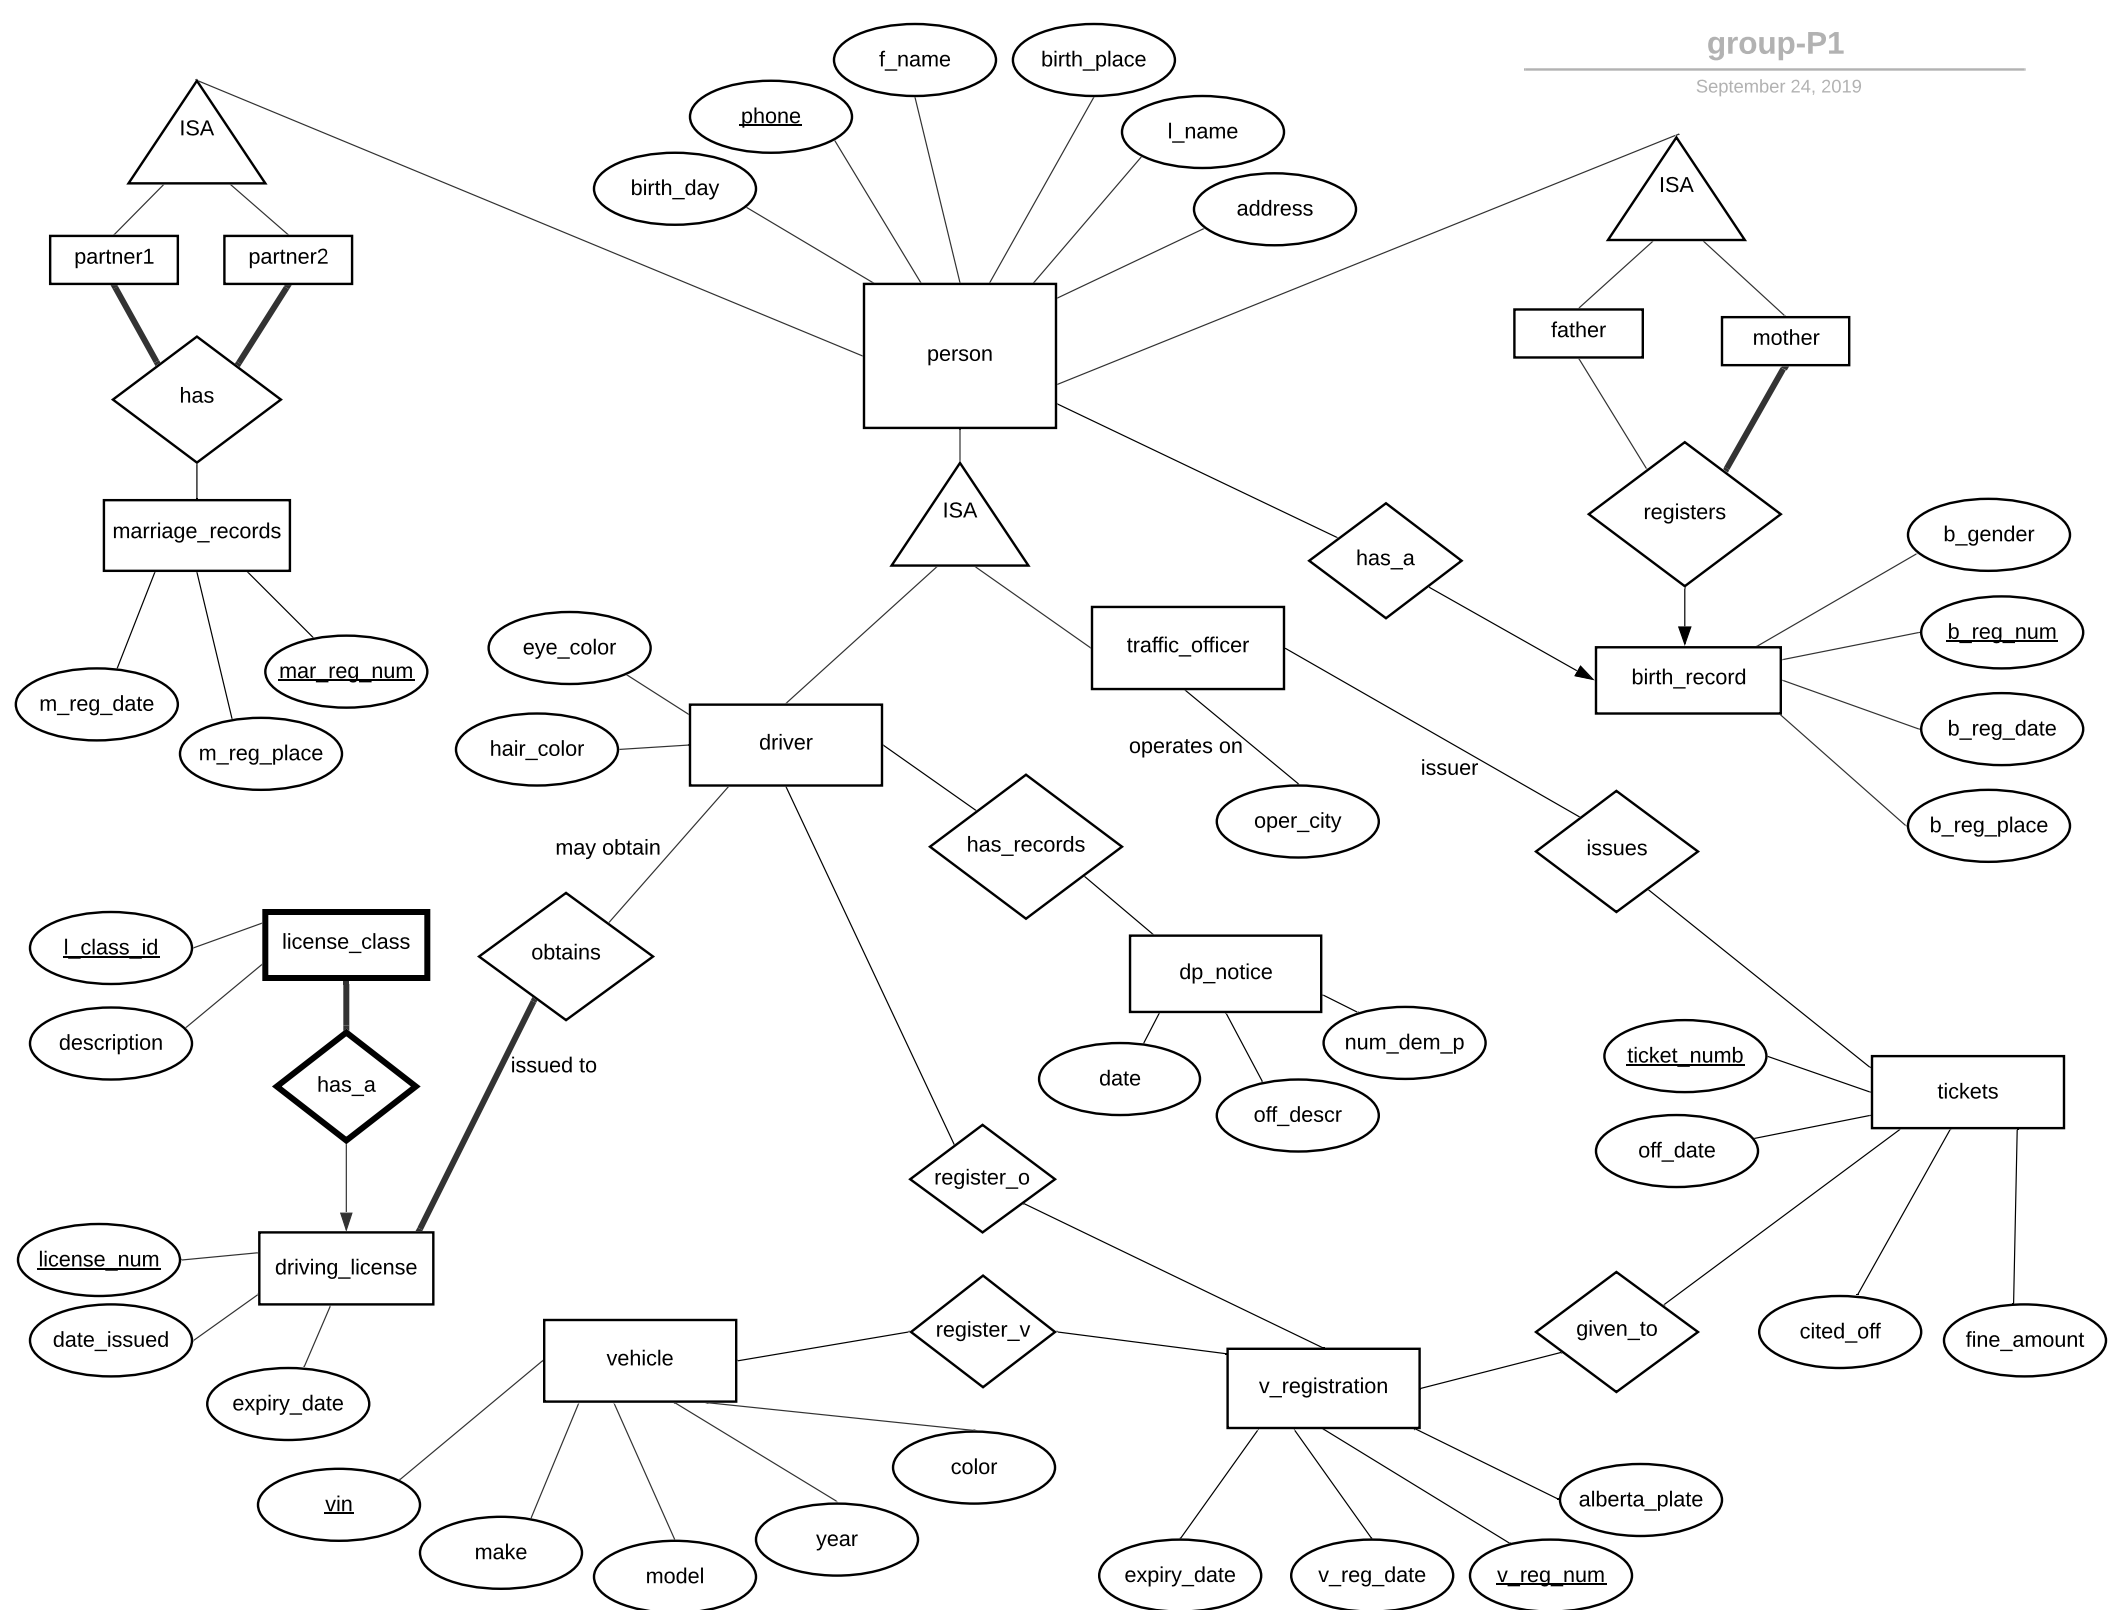 group-P1
September 24, 2019
f_name
birth_place
phone
l_name
birth_day
address
ISA
ISA
partner1
partner2
person
father
mother
has
ISA
registers
has_a
marriage_records
b_gender
b_reg_num
birth_record
b_reg_date
b_reg_place
mar_reg_num
m_reg_date
m_reg_place
eye_color
hair_color
driver
traffic_officer
operates on
oper_city
issuer
issues
may obtain
has_records
obtains
issued to
license_class
l_class_id
description
has_a
dp_notice
num_dem_p
date
off_descr
ticket_numb
tickets
off_date
register_o
license_num
driving_license
date_issued
expiry_date
vehicle
register_v
v_registration
given_to
cited_off
fine_amount
color
vin
make
model
year
alberta_plate
expiry_date
v_reg_date
v_reg_num